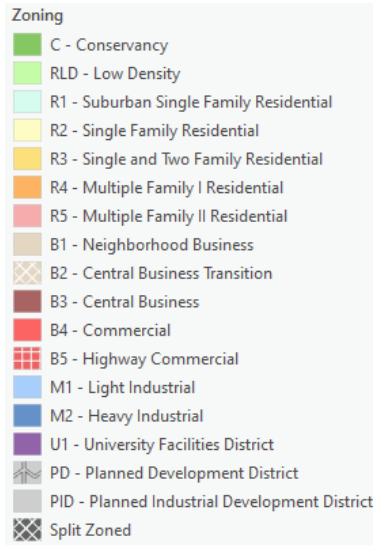 Zoning
C - Conservancy
RLD - Low Density
R1 - Suburban Single Family Residential
R2 - Single Family Residential
R3 - Single and Two Family Residential
R4 - Multiple Family I Residential
R5 - Multiple Family II Residential
B1 - Neighborhood Business
B2 - Central Business Transition
B3 - Central Business
B4 - Commercial
B5 - Highway Commercial
M1 - Light Industrial
M2 - Heavy Industrial
U1 - University Facilities District
PD - Planned Development District
PID - Planned Industrial Development District
Split Zoned